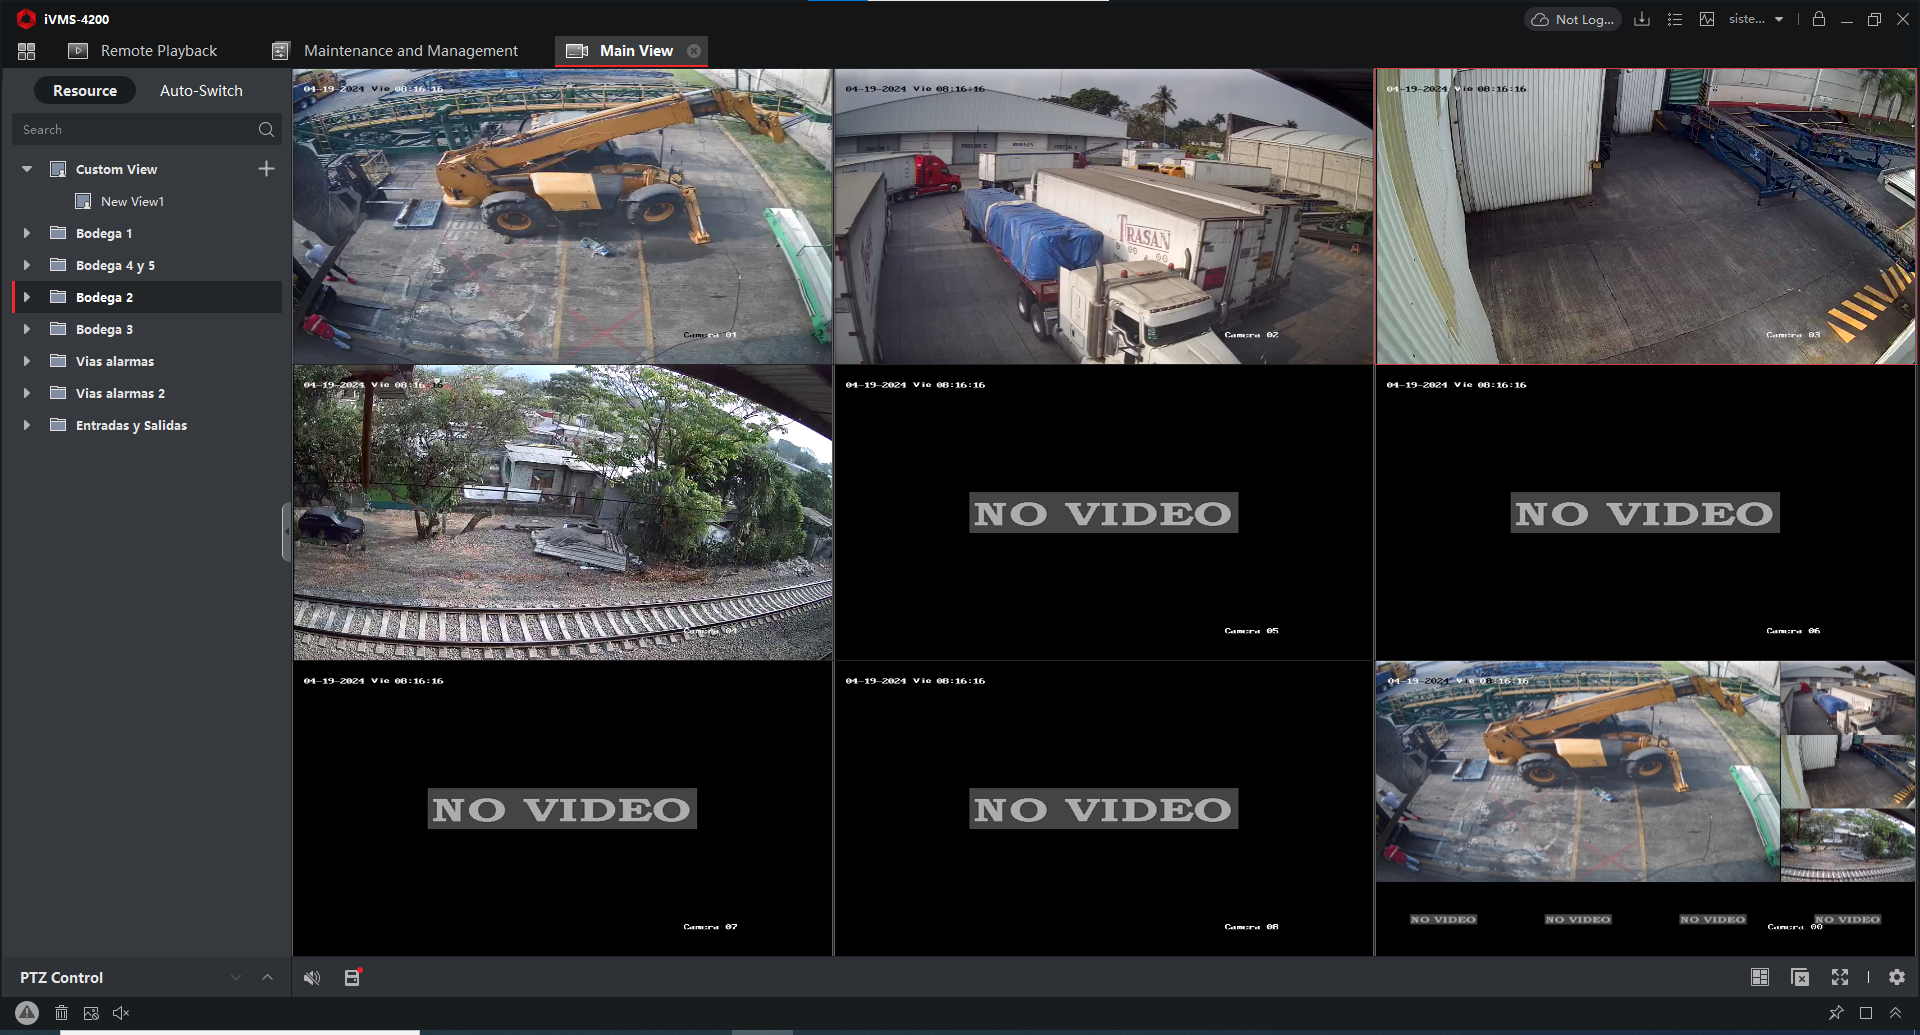 iVMS-4200
Not Log...
siste...
Remote Playback
Maintenance and Management
Main View
Resource
Auto-Switch
Search
Custom View
New View1
Bodega 1
Bodega 4 y 5
Bodega 2
Bodega 3
Vias alarmas
Vias alarmas 2
Entradas y Salidas
PTZ Control
04-19-2024 Vie 08:16:16
Camera 01
04-19-2024 Vie 08:16:16
TRASAN
Camera 02
04-19-2024 Vie 08:16:16
Camera 03
04-19-2024 Vie 08:16:16
Camera 04
04-19-2024 Vie 08:16:16
NO VIDEO
Camera 05
04-19-2024 Vie 08:16:16
NO VIDEO
Camera 06
04-19-2024 Vie 08:16:16
NO VIDEO
Camera 07
04-19-2024 Vie 08:16:16
NO VIDEO
Camera 08
04-19-2024 Vie 08:16:16
NO VIDEO
NO VIDEO
NO VIDEO
NO VIDEO
Camera 00